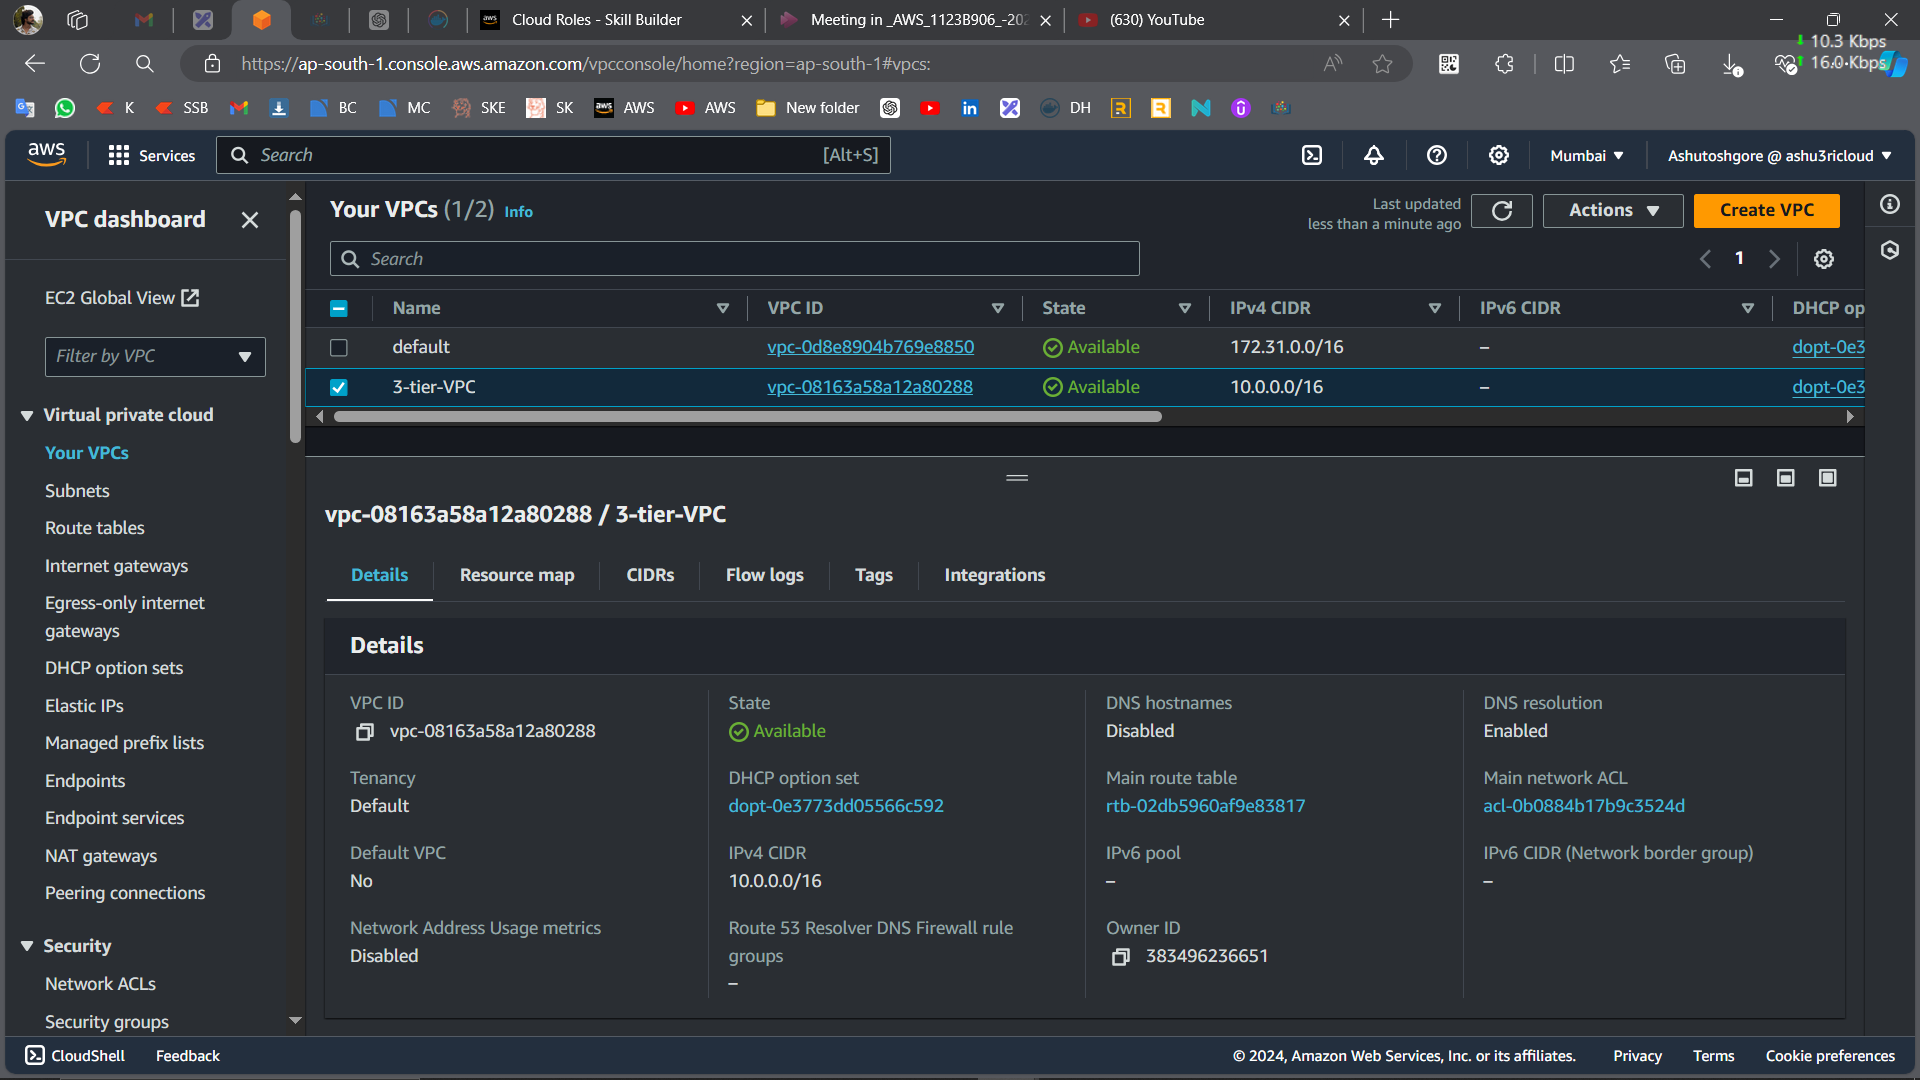 Cloud Roles - Skill Builder
Meeting in _AWS_1123B906_-202
(630) YouTube
10.3 Kbps
16.0 Kbps
https://ap-south-1.console.aws.amazon.com/vpcconsole/home?region=ap-south-1#vpcs:
K
SSB
BC
MC
SKE
SK
AWS
AWS
New folder
DH
aws
Services
Search
[Alt+S]
Mumbai
Ashutoshgore @ ashu3ricloud
VPC dashboard
EC2 Global View
Filter by VPC
Virtual private cloud
Your VPCs
Subnets
Route tables
Internet gateways
Egress-only internet
gateways
DHCP option sets
Elastic IPs
Managed prefix lists
Endpoints
Endpoint services
NAT gateways
Peering connections
Security
Network ACLs
Security groups
Your VPCs (1/2) Info
Last updated
less than a minute ago
Actions
Create VPC
Search
1
Name VPC ID State IPv4 CIDR IPv6 CIDR DHCP op
default vpc-0d8e8904b769e8850 Available 172.31.0.0/16 – dopt-0e3
3-tier-VPC vpc-08163a58a12a80288 Available 10.0.0.0/16 – dopt-0e3
vpc-08163a58a12a80288 / 3-tier-VPC
Details Resource map CIDRs Flow logs Tags Integrations
Details
VPC ID
vpc-08163a58a12a80288
State
Available
DNS hostnames
Disabled
DNS resolution
Enabled
Tenancy
Default
DHCP option set
dopt-0e3773dd05566c592
Main route table
rtb-02db5960af9e83817
Main network ACL
acl-0b0884b17b9c3524d
Default VPC
No
IPv4 CIDR
10.0.0.0/16
IPv6 pool
–
IPv6 CIDR (Network border group)
–
Network Address Usage metrics
Disabled
Route 53 Resolver DNS Firewall rule
groups
–
Owner ID
383496236651
CloudShell
Feedback
© 2024, Amazon Web Services, Inc. or its affiliates.
Privacy
Terms
Cookie preferences